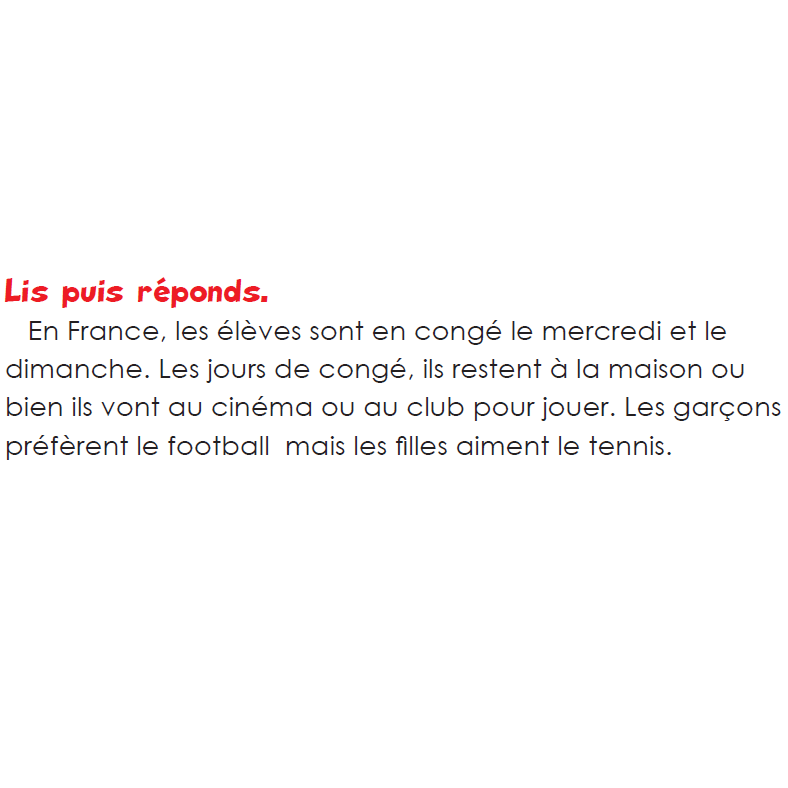 Lis puis réponds.
En France, les élèves sont en congé le mercredi et le
dimanche. Les jours de congé, ils restent à la maison ou
bien ils vont au cinéma ou au club pour jouer. Les garçons
préfèrent le football  mais les filles aiment le tennis.